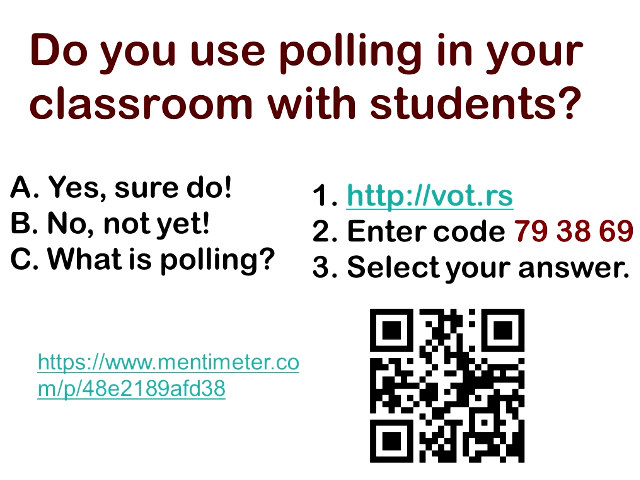 Do you use polling in your
classroom with students?
A. Yes, sure do!
B. No, not yet!
C. What is polling?
1. http://vot.rs
2. Enter code 79 38 69
3. Select your answer.
https://www.mentimeter.co
m/p/48e2189afd38